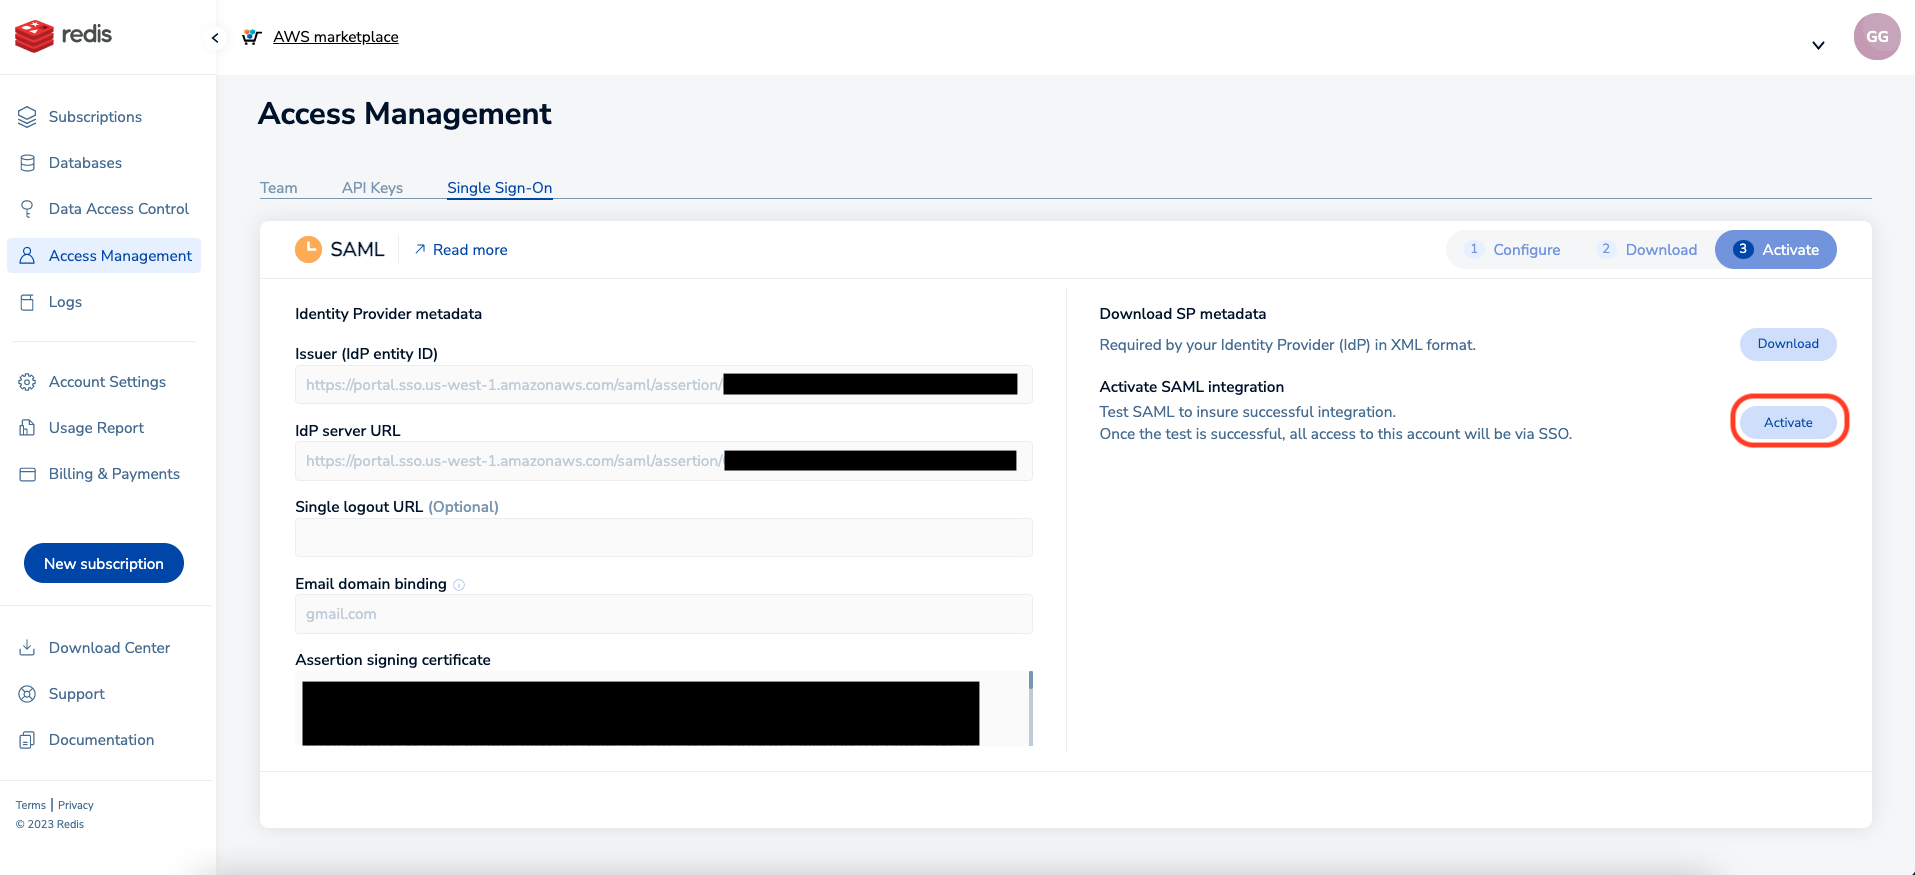 redis
AWS marketplace
GG
Subscriptions
Databases
Data Access Control
Access Management
Logs
Account Settings
Usage Report
Billing & Payments
New subscription
Download Center
Support
Documentation
Terms | Privacy
© 2023 Redis
Access Management
Team API Keys Single Sign-On
SAML Read more
1 Configure 2 Download 3 Activate
Identity Provider metadata
Issuer (IdP entity ID)
https://portal.sso.us-west-1.amazonaws.com/saml/assertion/
IdP server URL
https://portal.sso.us-west-1.amazonaws.com/saml/assertion/
Single logout URL (Optional)
Email domain binding
gmail.com
Assertion signing certificate
Download SP metadata
Required by your Identity Provider (IdP) in XML format.
Download
Activate SAML integration
Test SAML to insure successful integration.
Once the test is successful, all access to this account will be via SSO.
Activate